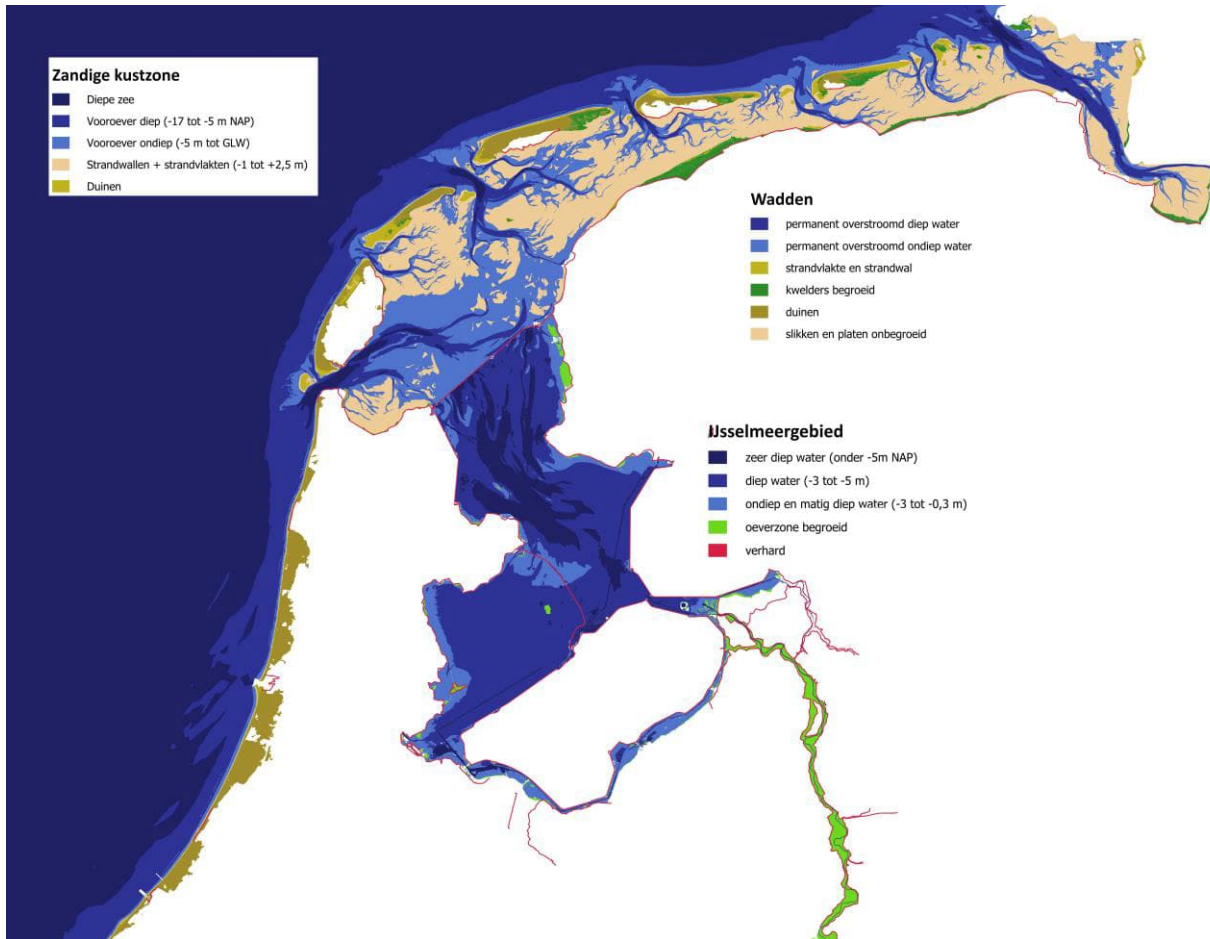 Zandige kustzone
Diepe zee
Vooroever diep (-17 tot -5 m NAP)
Vooroever ondiep (-5 m tot GLW)
Strandwallen + strandvlakten (-1 tot +2,5 m)
Duinen
Wadden
permanent overstroomd diep water
permanent overstroomd ondiep water
strandvlakte en strandwal
kwelders begroeid
duinen
slikken en platen onbegroeid
IJsselmeergebied
zeer diep water (onder -5m NAP)
diep water (-3 tot -5 m)
ondiep en matig diep water (-3 tot -0,3 m)
oeverzone begroeid
verhard